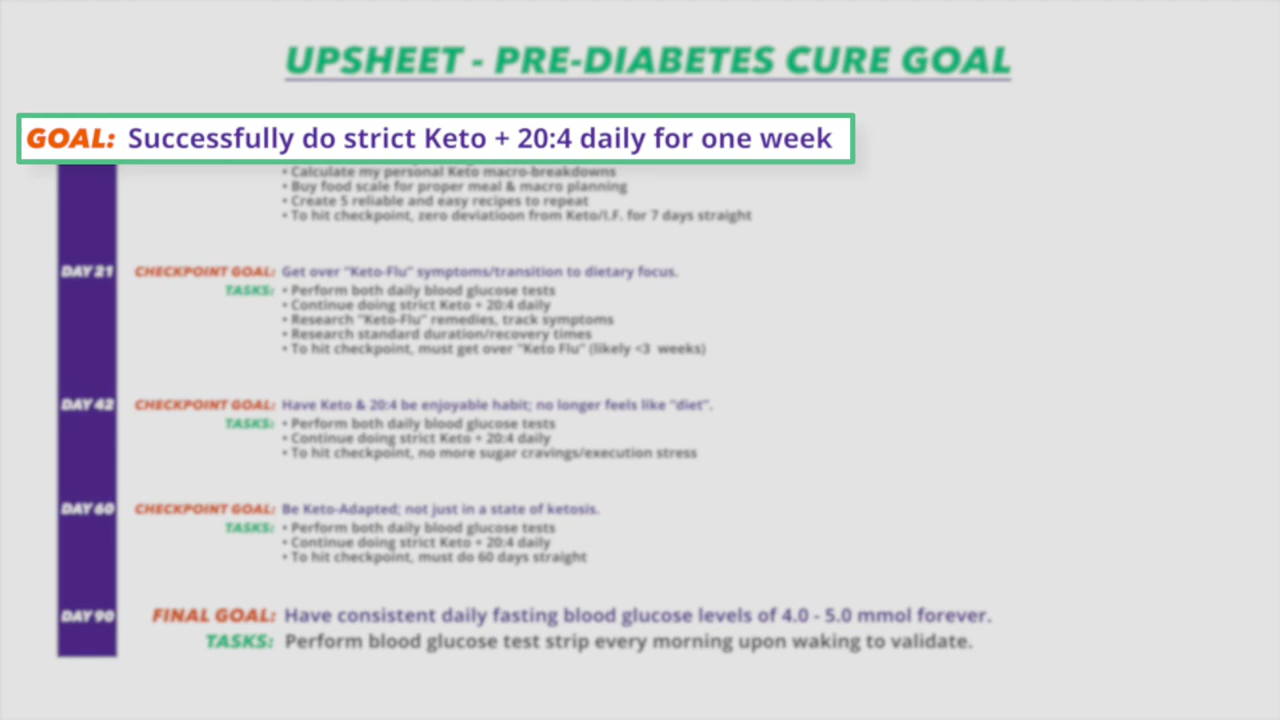 UPSHEET - PRE-DIABETES CURE GOAL
GOAL: Successfully do strict Keto + 20:4 daily for one week
• Calculate my personal Keto macro-breakdowns
• Buy food scale for proper meal & macro planning
• Create 5 reliable and easy recipes to repeat
• To hit checkpoint, zero deviatioon from Keto/I.F. for 7 days straight
DAY 21 CHECKPOINT GOAL: Get over "Keto-Flu" symptoms/transition to dietary focus.
TASKS: • Perform both daily blood glucose tests
• Continue doing strict Keto + 20:4 daily
• Research "Keto-Flu" remedies, track symptoms
• Research standard duration/recovery times
• To hit checkpoint, must get over "Keto Flu" (likely <3 weeks)
DAY 42 CHECKPOINT GOAL: Have Keto & 20:4 be enjoyable habit; no longer feels like "diet".
TASKS: • Perform both daily blood glucose tests
• Continue doing strict Keto + 20:4 daily
• To hit checkpoint, no more sugar cravings/execution stress
DAY 60 CHECKPOINT GOAL: Be Keto-Adapted; not just in a state of ketosis.
TASKS: • Perform both daily blood glucose tests
• Continue doing strict Keto + 20:4 daily
• To hit checkpoint, must do 60 days straight
DAY 90 FINAL GOAL: Have consistent daily fasting blood glucose levels of 4.0 - 5.0 mmol forever.
TASKS: Perform blood glucose test strip every morning upon waking to validate.